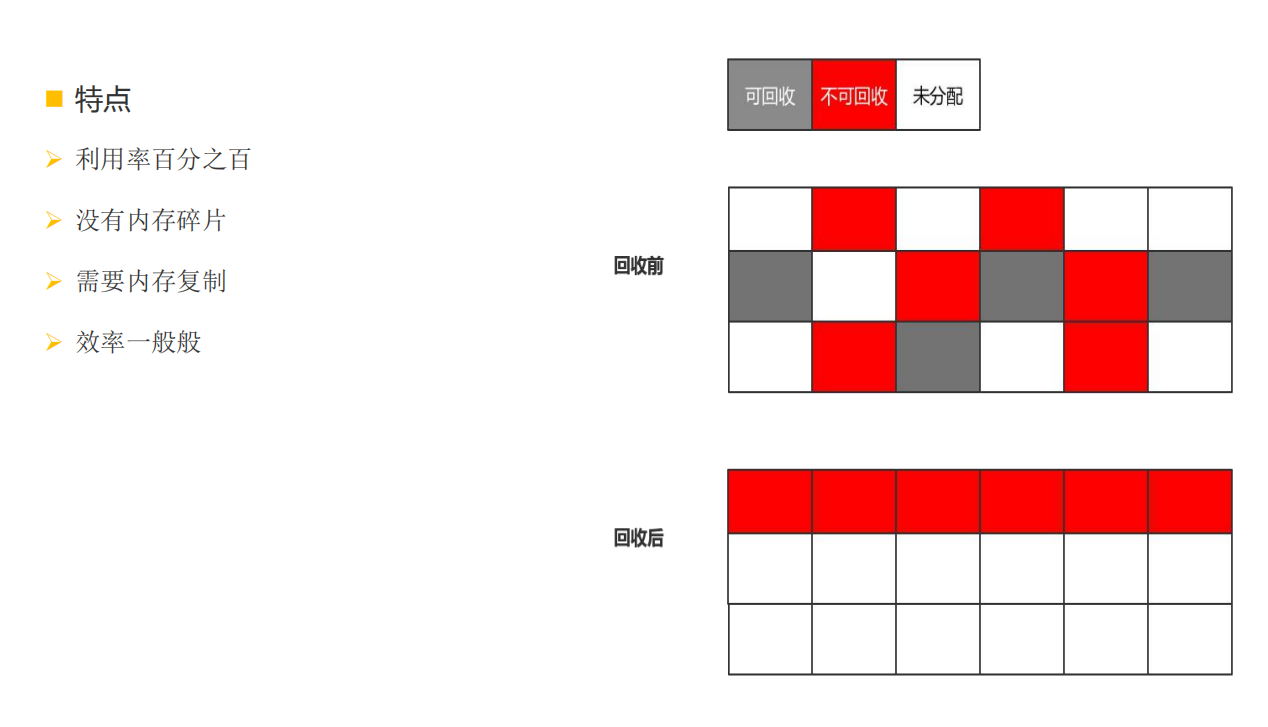 特点
利用率百分之百
没有内存碎片
需要内存复制
效率一般般
可回收 不可回收 未分配
回收前
回收后